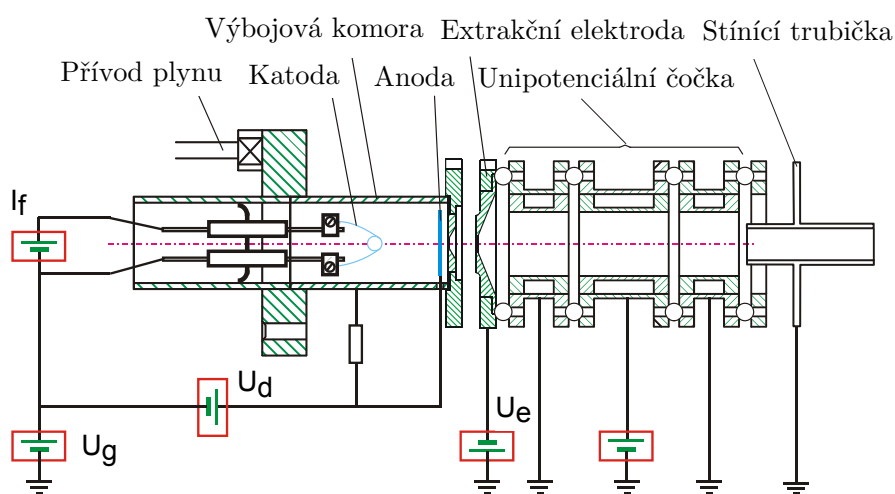 Výbojová komora Extrakční elektroda Stínící trubička
Přívod plynu Katoda Anoda Unipotenciální čočka
If
Ud
Ue
Ug